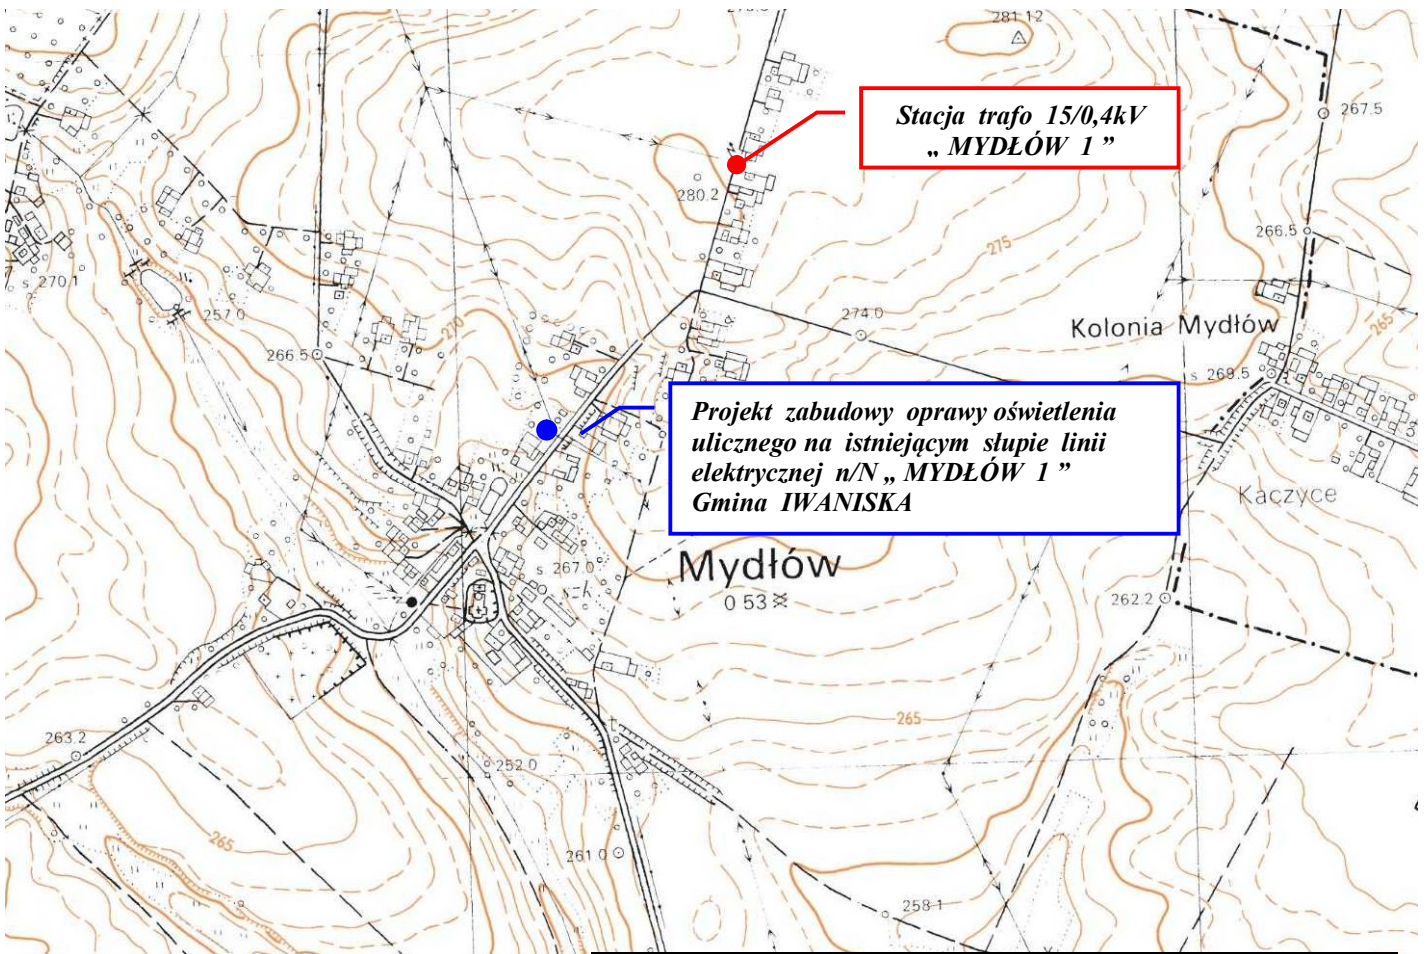 281.12
267.5
Stacja trafo 15/0,4kV
„ MYDŁÓW 1 ”
280.2
266.5
275
s 270.1
257.0
270
274.0
Kolonia Mydłów
265
266.5
s 269.5
Projekt zabudowy oprawy oświetlenia
ulicznego na istniejącym słupie linii
elektrycznej n/N „ MYDŁÓW 1 ”
Gmina IWANISKA
Kaczyce
s 267.0
Mydłów
sz-k
0 53
262.2
265
263.2
252.0
265
261.0
258.1